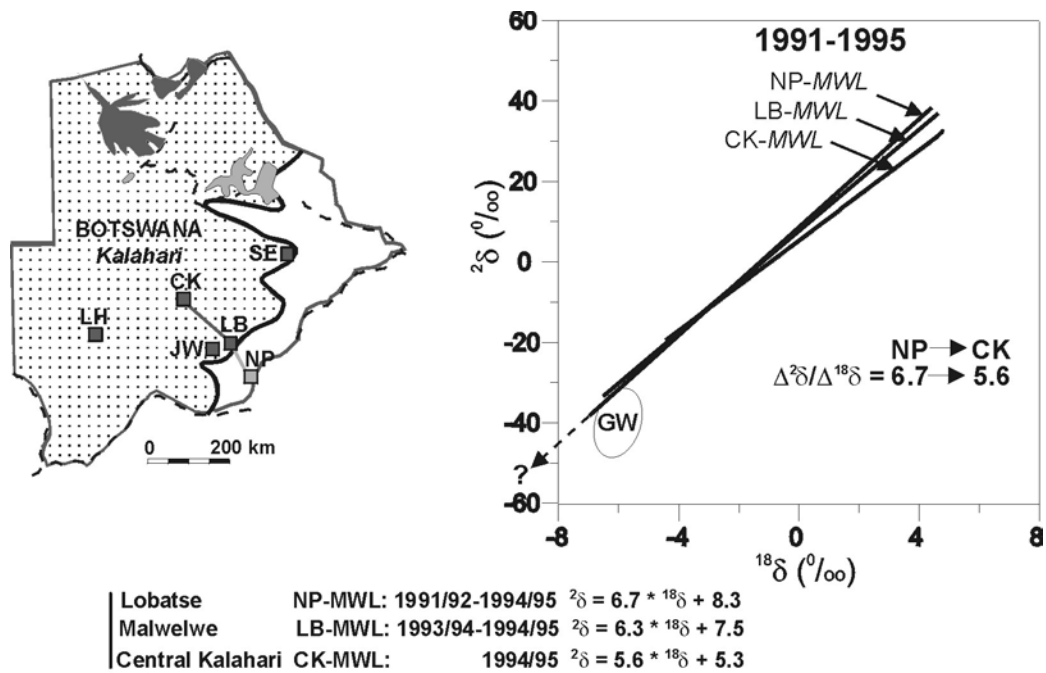 BOTSWANA
Kalahari
SE
CK
LH
LB
JW
NP
0 200 km
1991-1995
NP-MWL
LB-MWL
CK-MWL
NP → CK
Δ²δ/Δ¹⁸δ = 6.7 → 5.6
GW
?
60
40
20
0
-20
-40
-60
²δ (⁰/₀₀)
-8 -4 0 4 8
¹⁸δ (⁰/₀₀)
Lobatse NP-MWL: 1991/92-1994/95 ²δ = 6.7 * ¹⁸δ + 8.3
Malwelwe LB-MWL: 1993/94-1994/95 ²δ = 6.3 * ¹⁸δ + 7.5
Central Kalahari CK-MWL: 1994/95 ²δ = 5.6 * ¹⁸δ + 5.3